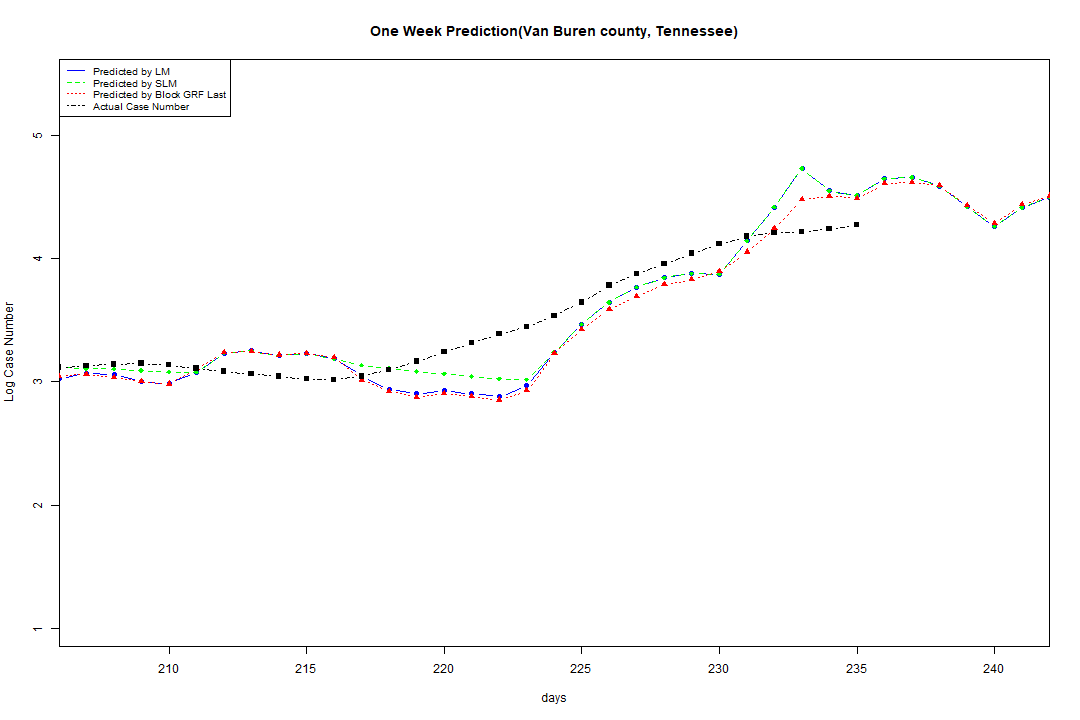 One Week Prediction(Van Buren county, Tennessee)
Predicted by LM
Predicted by SLM
Predicted by Block GRF Last
Actual Case Number
5
4
3
2
1
Log Case Number
210 215 220 225 230 235 240
days